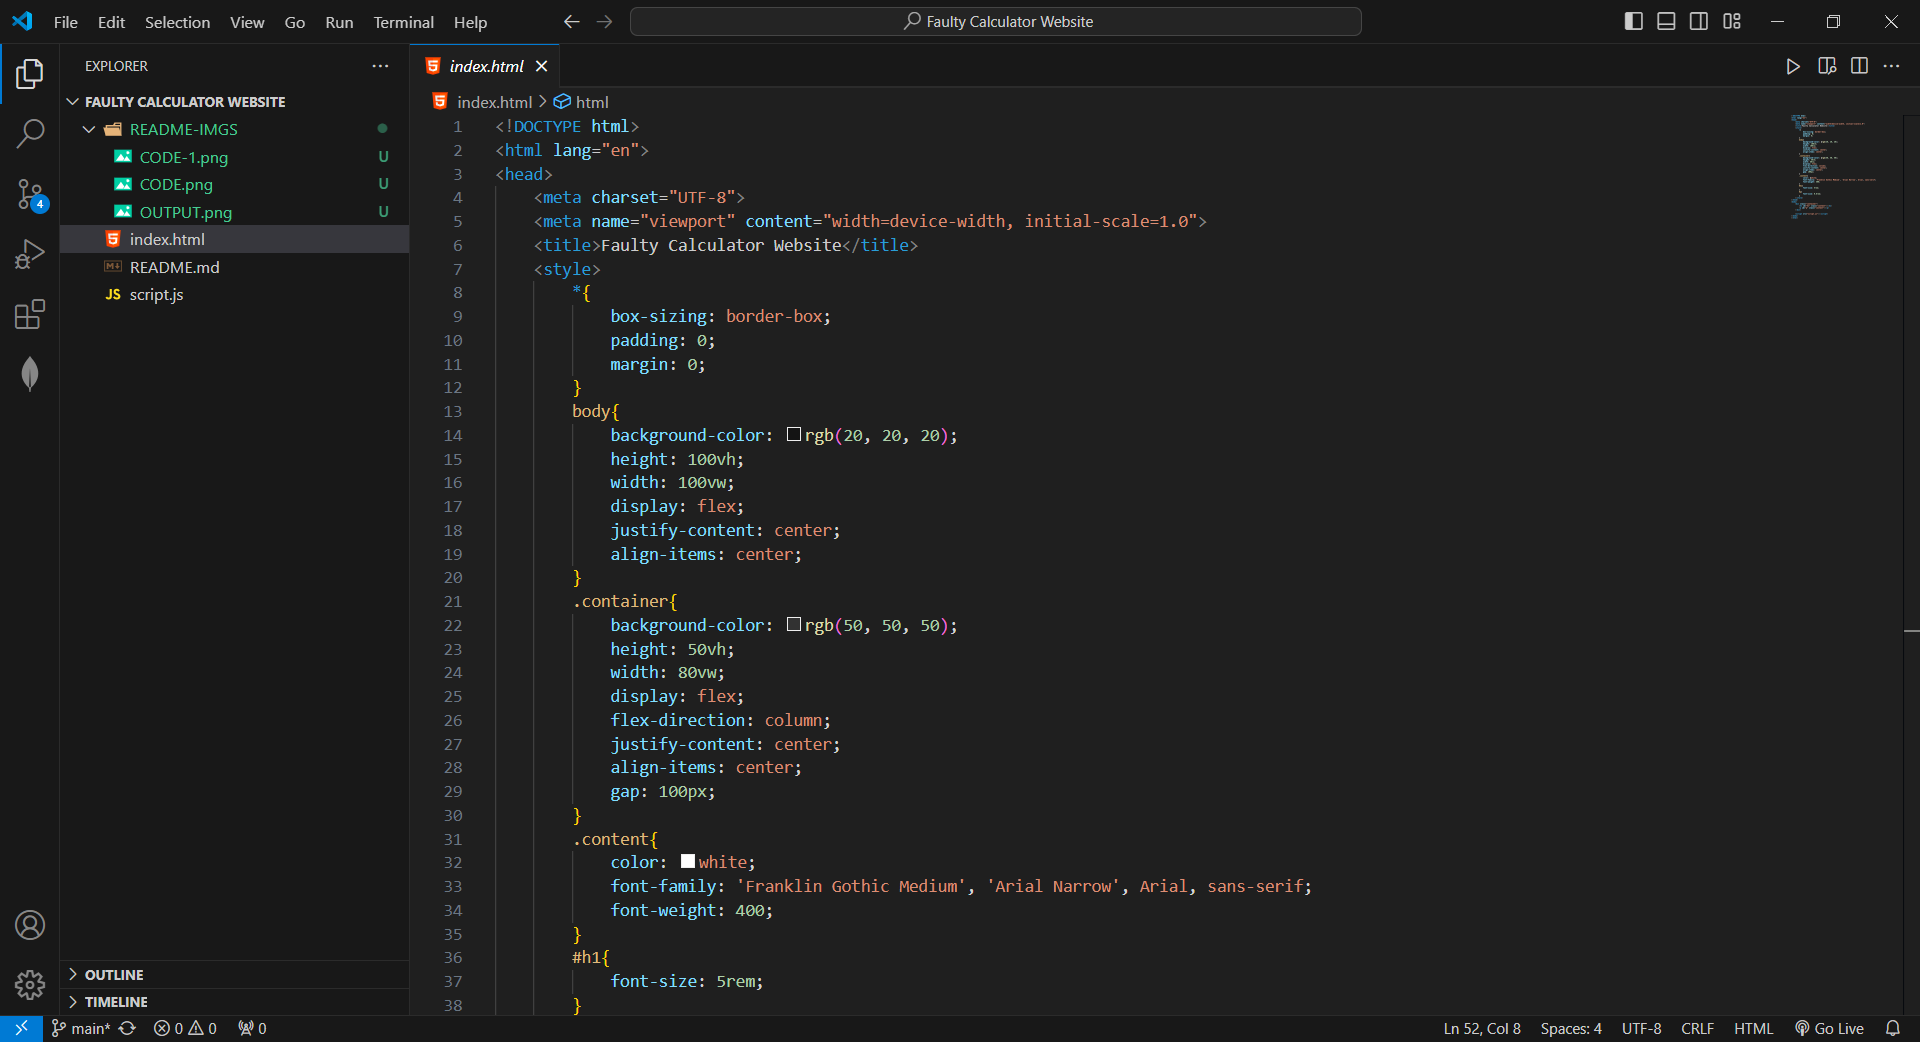 File Edit Selection View Go Run Terminal Help
Faulty Calculator Website
EXPLORER
FAULTY CALCULATOR WEBSITE
README-IMGS
CODE-1.png U
CODE.png U
OUTPUT.png U
index.html
README.md
JS script.js
4
OUTLINE
TIMELINE
index.html
index.html > html
1 <!DOCTYPE html>
2 <html lang="en">
3 <head>
4 <meta charset="UTF-8">
5 <meta name="viewport" content="width=device-width, initial-scale=1.0">
6 <title>Faulty Calculator Website</title>
7 <style>
8 *{
9 box-sizing: border-box;
10 padding: 0;
11 margin: 0;
12 }
13 body{
14 background-color: rgb(20, 20, 20);
15 height: 100vh;
16 width: 100vw;
17 display: flex;
18 justify-content: center;
19 align-items: center;
20 }
21 .container{
22 background-color: rgb(50, 50, 50);
23 height: 50vh;
24 width: 80vw;
25 display: flex;
26 flex-direction: column;
27 justify-content: center;
28 align-items: center;
29 gap: 100px;
30 }
31 .content{
32 color: white;
33 font-family: 'Franklin Gothic Medium', 'Arial Narrow', Arial, sans-serif;
34 font-weight: 400;
35 }
36 #h1{
37 font-size: 5rem;
38 }
main* 0 0 0
Ln 52, Col 8 Spaces: 4 UTF-8 CRLF HTML Go Live